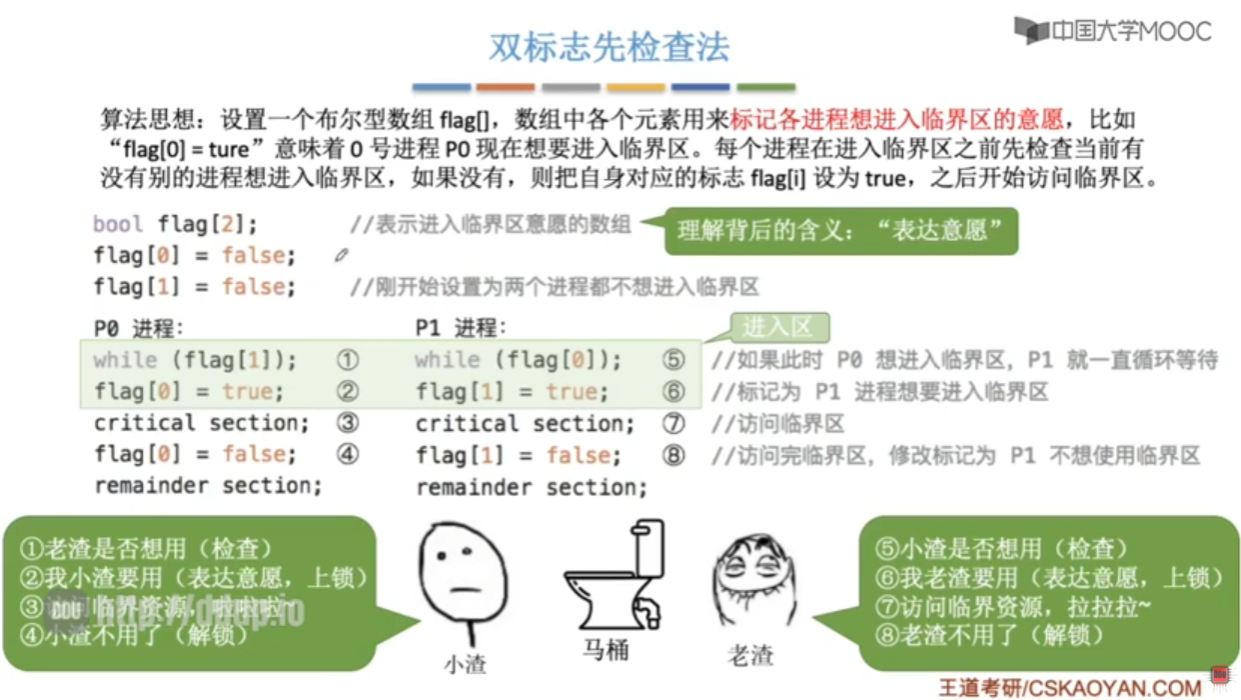 中国大学MOOC
双标志先检查法
算法思想：设置一个布尔型数组 flag[]，数组中各个元素用来标记各进程想进入临界区的意愿，比如
“flag[0] = ture”意味着 0 号进程 P0 现在想要进入临界区。每个进程在进入临界区之前先检查当前有
没有别的进程想进入临界区，如果没有，则把自身对应的标志 flag[i] 设为 true，之后开始访问临界区。
bool flag[2]; //表示进入临界区意愿的数组
理解背后的含义：“表达意愿”
flag[0] = false;
flag[1] = false; //刚开始设置为两个进程都不想进入临界区
P0 进程： P1 进程： 进入区
while (flag[1]); ① while (flag[0]); ⑤ //如果此时 P0 想进入临界区，P1 就一直循环等待
flag[0] = true; ② flag[1] = true; ⑥ //标记为 P1 进程想要进入临界区
critical section; ③ critical section; ⑦ //访问临界区
flag[0] = false; ④ flag[1] = false; ⑧ //访问完临界区，修改标记为 P1 不想使用临界区
remainder section; remainder section;
①老渣是否想用（检查）
②我小渣要用（表达意愿，上锁）
③ 临界资源，
④小渣不用了（解锁）
小渣
马桶
老渣
⑤小渣是否想用（检查）
⑥我老渣要用（表达意愿，上锁）
⑦访问临界资源，拉拉拉~
⑧老渣不用了（解锁）
王道考研/CSKAOYAN.COM